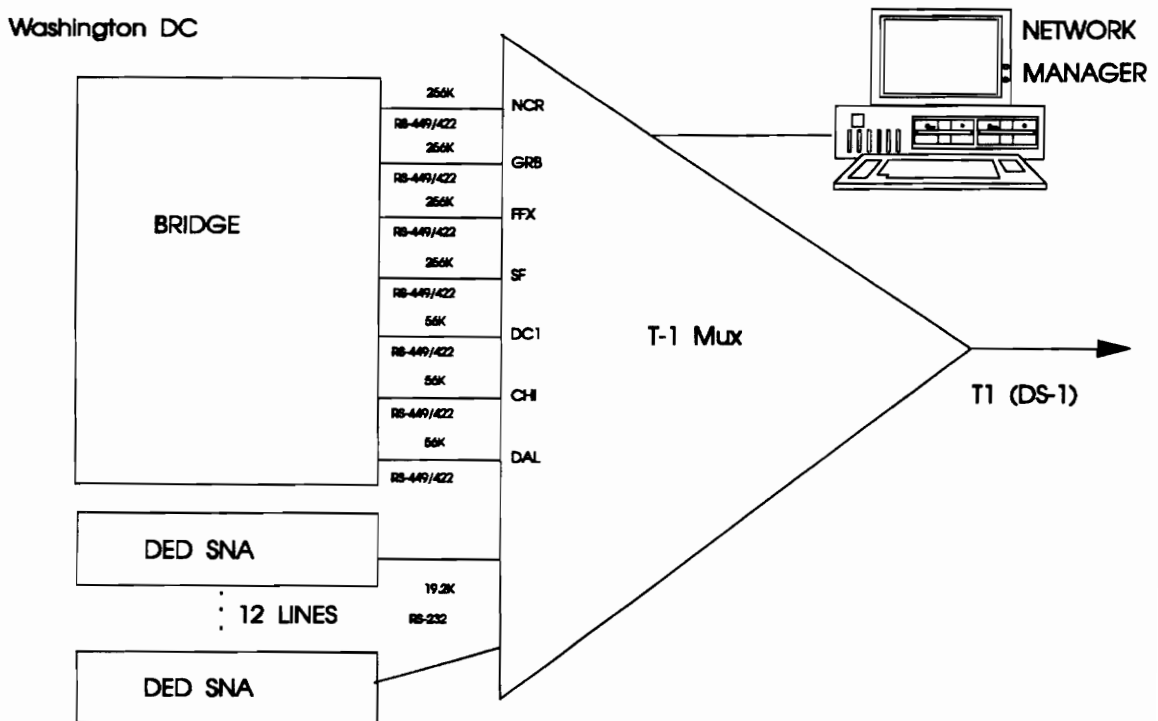 Washington DC
NETWORK
MANAGER
BRIDGE
256K
RS-449/422
NCR
256K
RS-449/422
GRB
256K
RS-449/422
FFX
256K
RS-449/422
SF
56K
RS-449/422
DC1
56K
RS-449/422
CHI
56K
RS-449/422
DAL
T-1 Mux
T1 (DS-1)
DED SNA
19.2K
RS-232
12 LINES
DED SNA